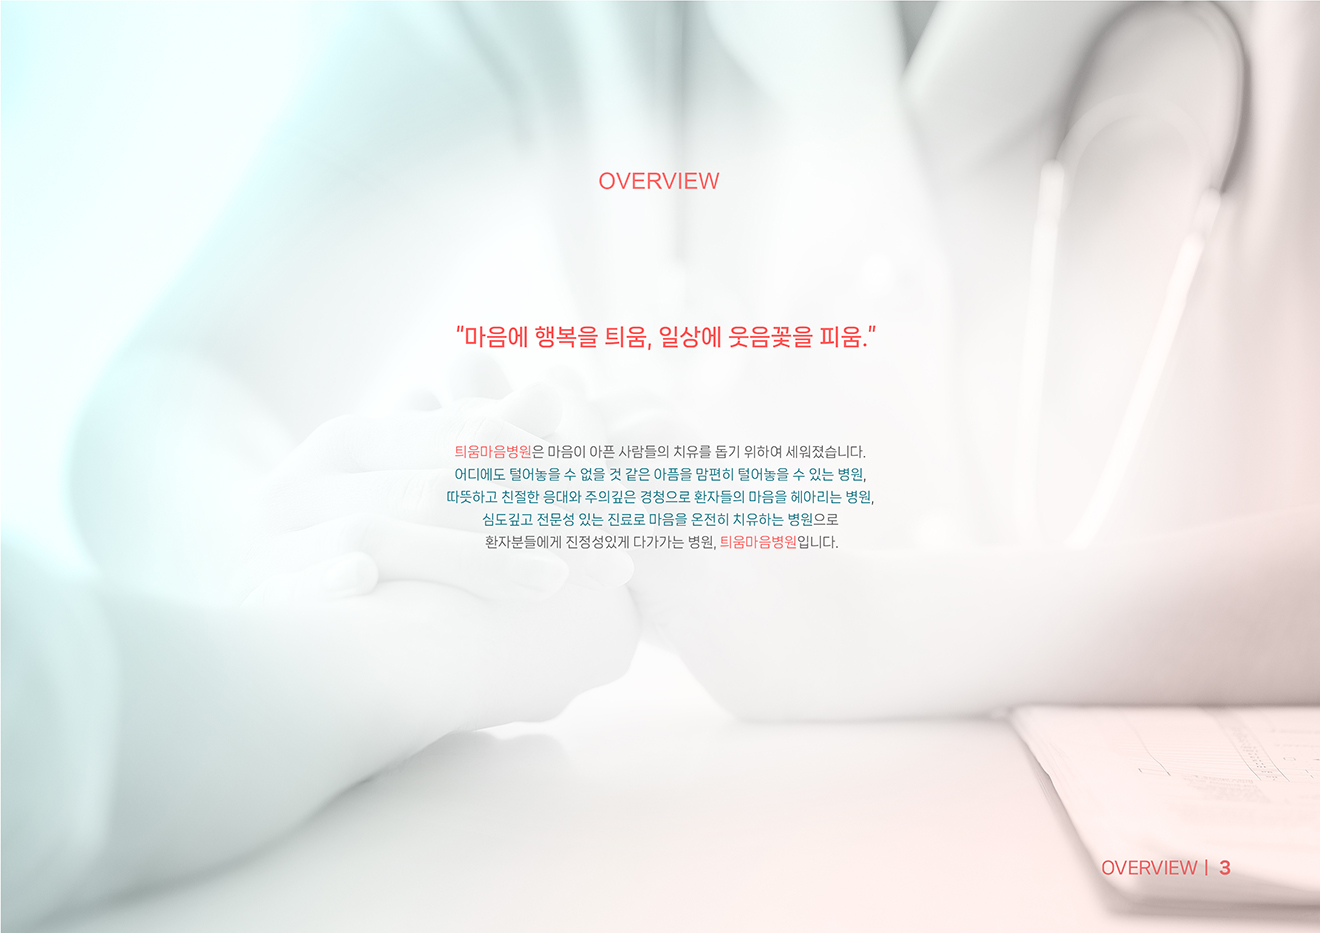 OVERVIEW
"마음에 행복을 틔움, 일상에 웃음꽃을 피움."
틔움마음병원은 마음이 아픈 사람들의 치유를 돕기 위하여 세워졌습니다.
어디에도 털어놓을 수 없을 것 같은 아픔을 맘편히 털어놓을 수 있는 병원,
따뜻하고 친절한 응대와 주의깊은 경청으로 환자들의 마음을 헤아리는 병원,
심도깊고 전문성 있는 진료로 마음을 온전히 치유하는 병원으로
환자분들에게 진정성있게 다가가는 병원, 틔움마음병원입니다.
OVERVIEW | 3